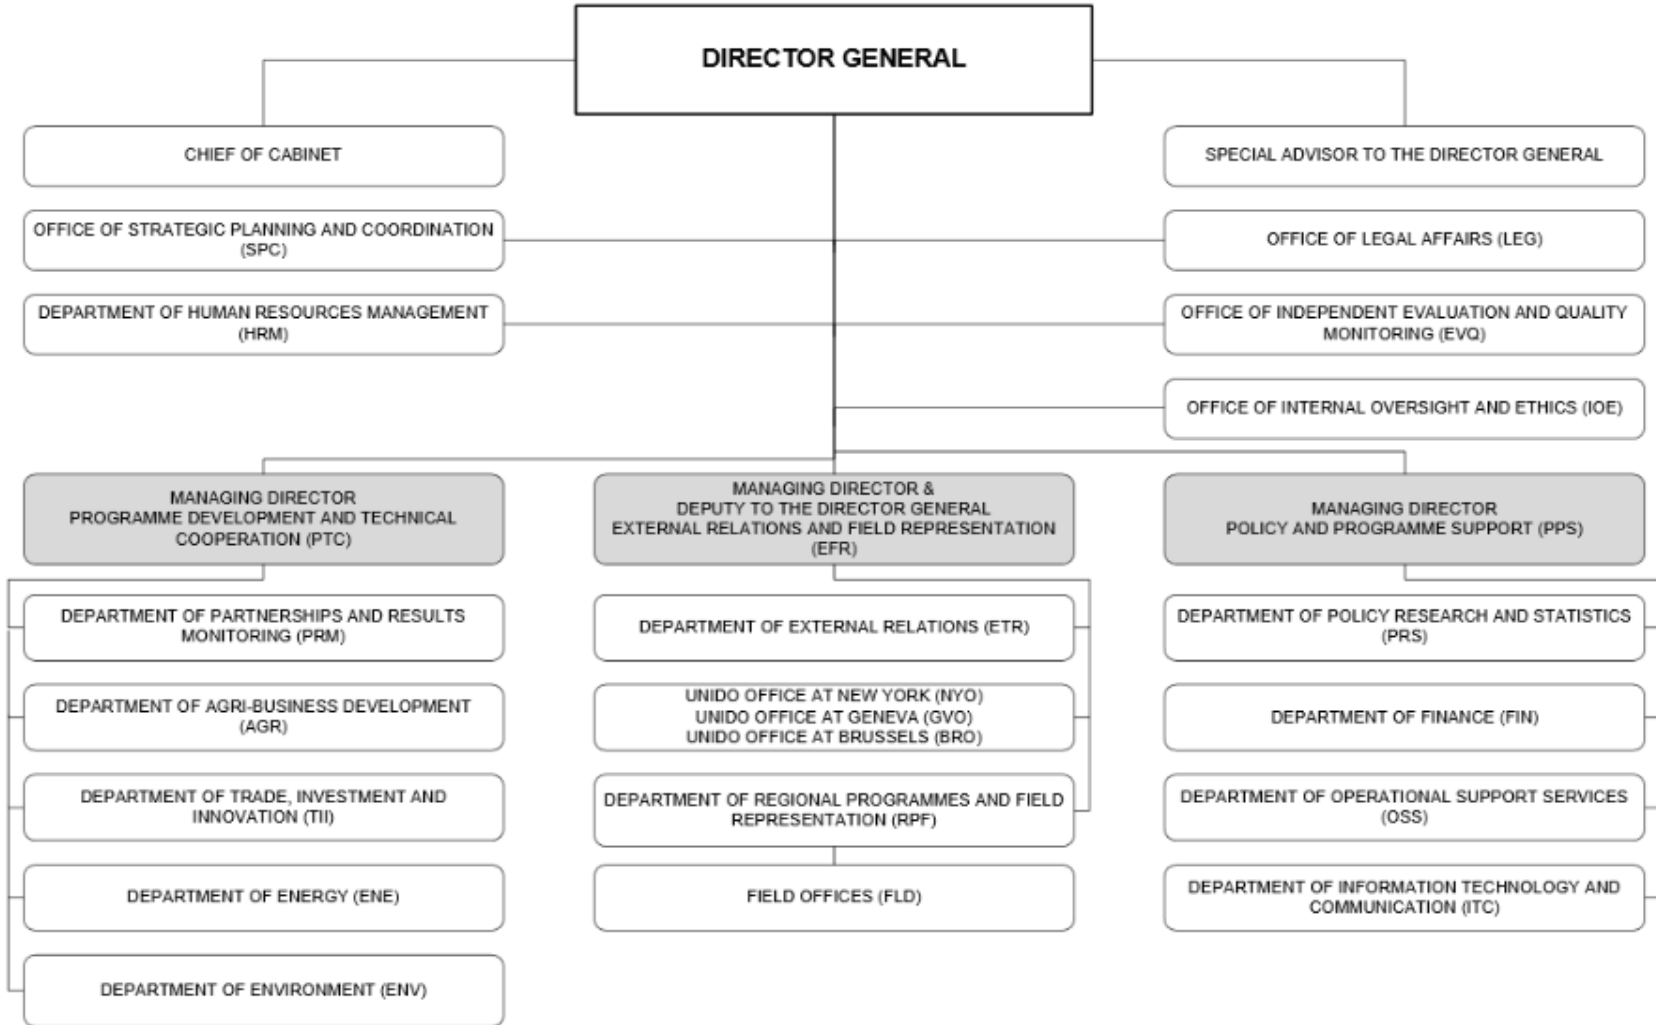 DIRECTOR GENERAL
CHIEF OF CABINET
SPECIAL ADVISOR TO THE DIRECTOR GENERAL
OFFICE OF STRATEGIC PLANNING AND COORDINATION
(SPC)
OFFICE OF LEGAL AFFAIRS (LEG)
DEPARTMENT OF HUMAN RESOURCES MANAGEMENT
(HRM)
OFFICE OF INDEPENDENT EVALUATION AND QUALITY
MONITORING (EVQ)
OFFICE OF INTERNAL OVERSIGHT AND ETHICS (IOE)
MANAGING DIRECTOR
PROGRAMME DEVELOPMENT AND TECHNICAL
COOPERATION (PTC)
MANAGING DIRECTOR &
DEPUTY TO THE DIRECTOR GENERAL
EXTERNAL RELATIONS AND FIELD REPRESENTATION
(EFR)
MANAGING DIRECTOR
POLICY AND PROGRAMME SUPPORT (PPS)
DEPARTMENT OF PARTNERSHIPS AND RESULTS
MONITORING (PRM)
DEPARTMENT OF EXTERNAL RELATIONS (ETR)
DEPARTMENT OF POLICY RESEARCH AND STATISTICS
(PRS)
DEPARTMENT OF AGRI-BUSINESS DEVELOPMENT
(AGR)
UNIDO OFFICE AT NEW YORK (NYO)
UNIDO OFFICE AT GENEVA (GVO)
UNIDO OFFICE AT BRUSSELS (BRO)
DEPARTMENT OF FINANCE (FIN)
DEPARTMENT OF TRADE, INVESTMENT AND
INNOVATION (TII)
DEPARTMENT OF REGIONAL PROGRAMMES AND FIELD
REPRESENTATION (RPF)
DEPARTMENT OF OPERATIONAL SUPPORT SERVICES
(OSS)
DEPARTMENT OF ENERGY (ENE)
FIELD OFFICES (FLD)
DEPARTMENT OF INFORMATION TECHNOLOGY AND
COMMUNICATION (ITC)
DEPARTMENT OF ENVIRONMENT (ENV)